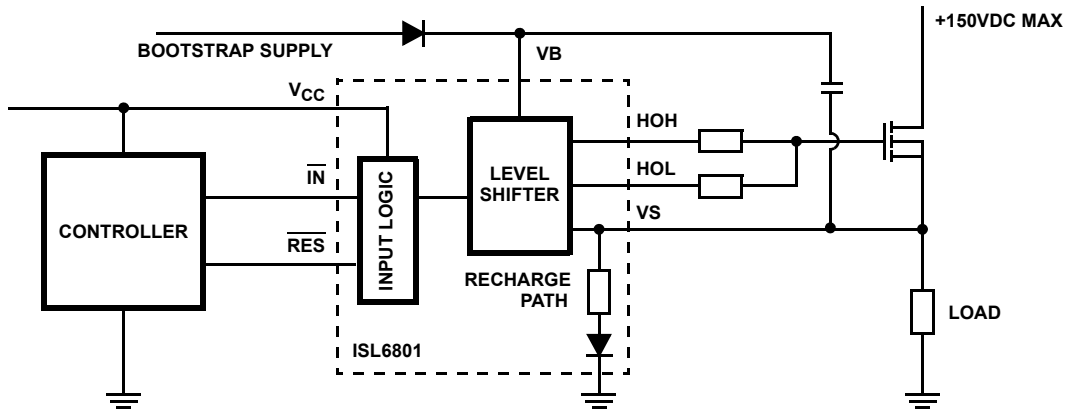 +150VDC MAX
BOOTSTRAP SUPPLY
VB
VCC
HOH
HOL
VS
IN
RES
CONTROLLER
INPUT LOGIC
LEVEL
SHIFTER
RECHARGE
PATH
LOAD
ISL6801